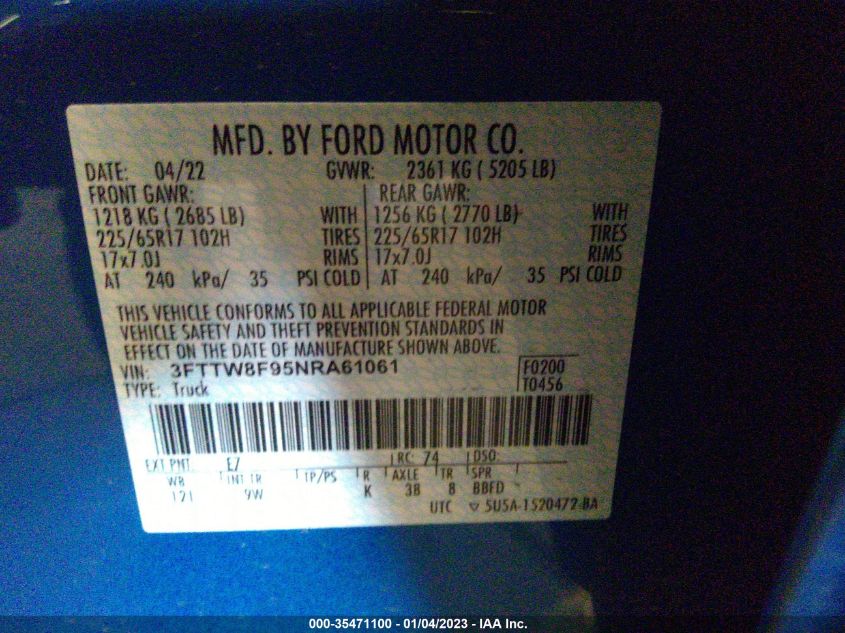 MFD. BY FORD MOTOR CO.
DATE: 04/22 GVWR: 2361 KG ( 5205 LB)
FRONT GAWR: REAR GAWR:
1218 KG ( 2685 LB) WITH 1256 KG ( 2770 LB) WITH
225/65R17 102H TIRES 225/65R17 102H TIRES
17x7.0J RIMS 17x7.0J RIMS
AT 240 kPa/ 35 PSI COLD AT 240 kPa/ 35 PSI COLD
THIS VEHICLE CONFORMS TO ALL APPLICABLE FEDERAL MOTOR
VEHICLE SAFETY AND THEFT PREVENTION STANDARDS IN
EFFECT ON THE DATE OF MANUFACTURE SHOWN ABOVE.
VIN: 3FTTW8F95NRA61061 F0200
TYPE: Truck T0456
EXT PNT: E7 RC: 74 DSO:
WB INT TR TP/PS R AXLE TR SPR
121 9W K 3B 8 BBFD
UTC ▽ 5U5A-1520472-BA
000-35471100 - 01/04/2023 - IAA Inc.